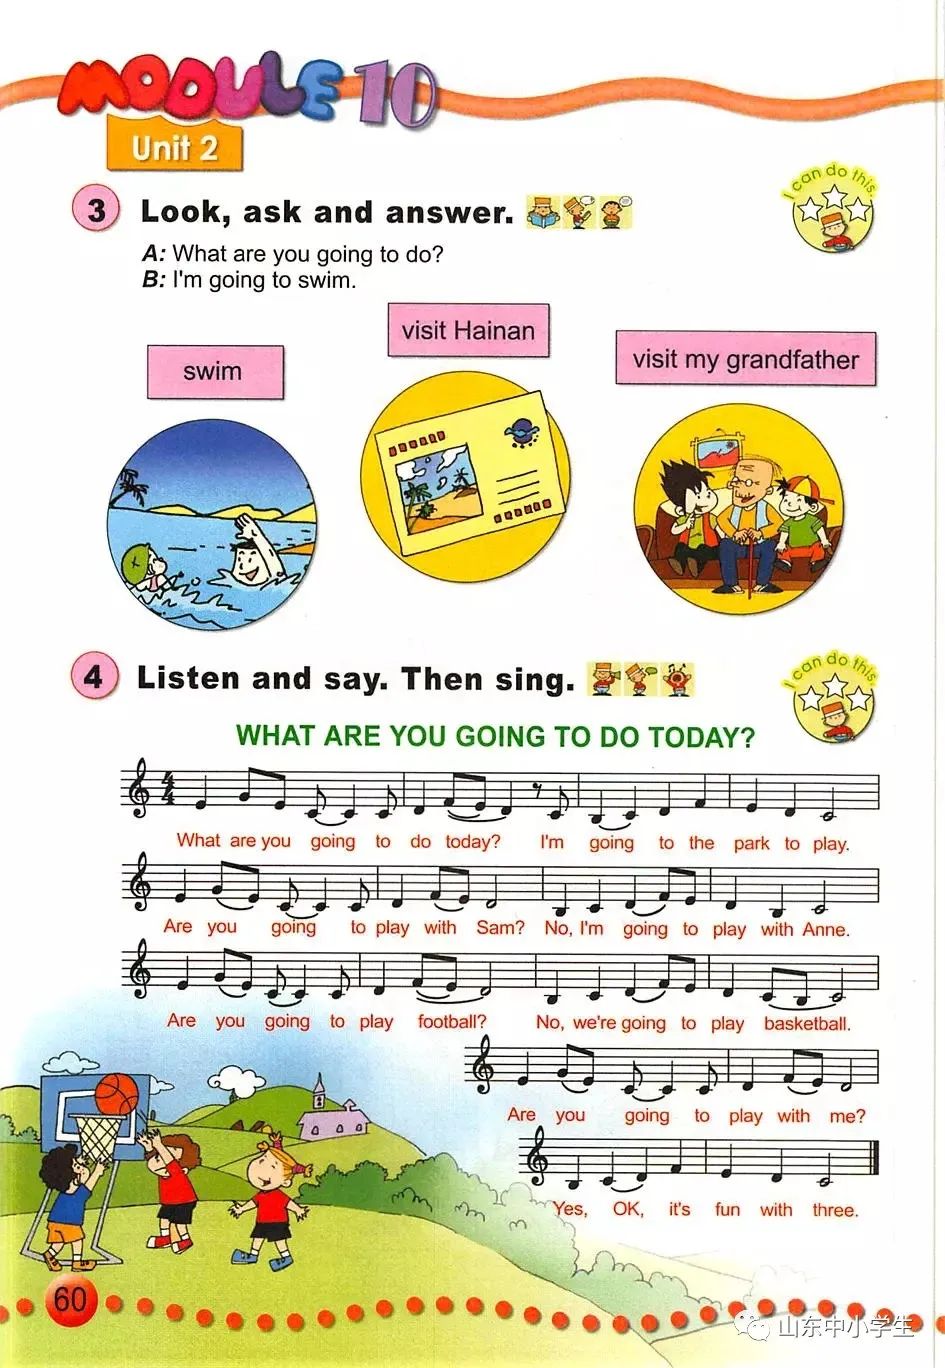 MODULE 10
Unit 2
3 Look, ask and answer.
I can do this.
A: What are you going to do?
B: I'm going to swim.
swim
visit Hainan
visit my grandfather
4 Listen and say. Then sing.
I can do this.
WHAT ARE YOU GOING TO DO TODAY?
What are you going to do today? I'm going to the park to play.
Are you going to play with Sam? No, I'm going to play with Anne.
Are you going to play football? No, we're going to play basketball.
Are you going to play with me?
Yes, OK, it's fun with three.
60
山东中小学生